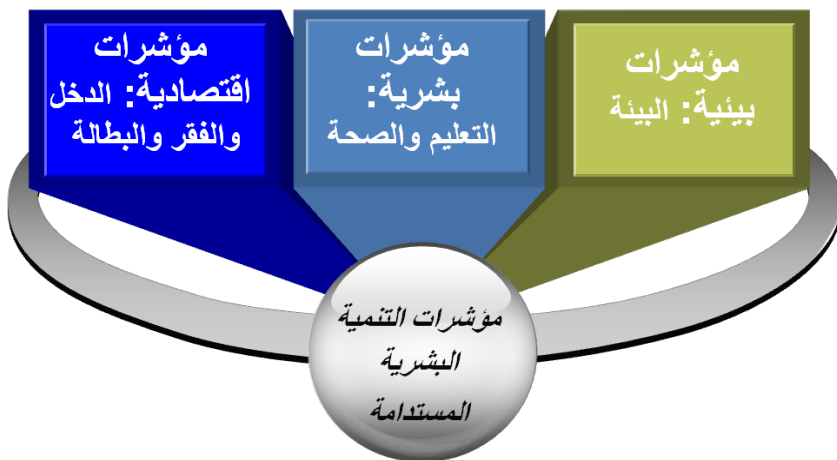 مؤشرات
بيئية: البيئة
مؤشرات
بشرية:
التعليم والصحة
مؤشرات
اقتصادية: الدخل
والفقر والبطالة
مؤشرات التنمية
البشرية
المستدامة